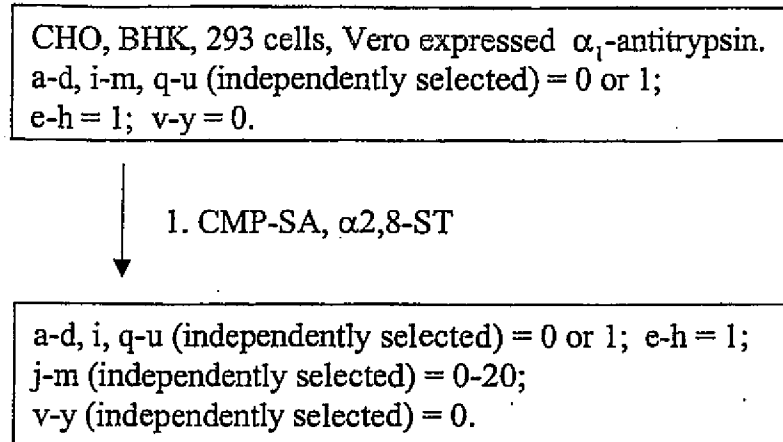 CHO, BHK, 293 cells, Vero expressed α₁-antitrypsin.
a-d, i-m, q-u (independently selected) = 0 or 1;
e-h = 1; v-y = 0.
1. CMP-SA, α2,8-ST
a-d, i, q-u (independently selected) = 0 or 1; e-h = 1;
j-m (independently selected) = 0-20;
v-y (independently selected) = 0.